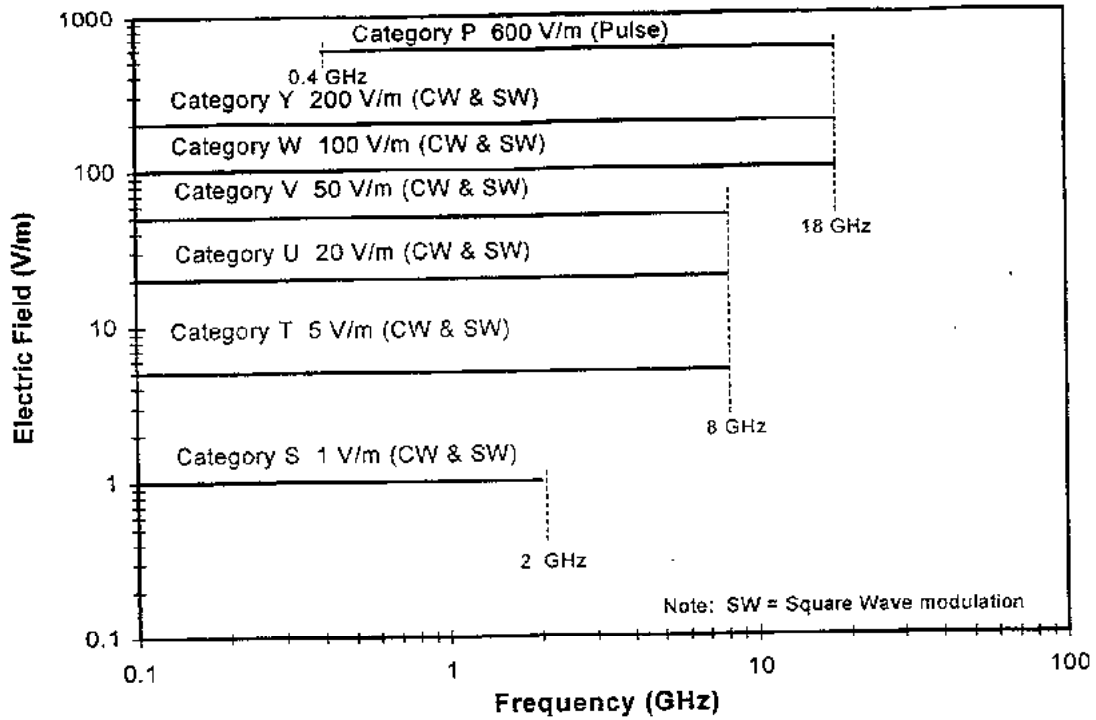 1000
Category P 600 V/m (Pulse)
0.4 GHz
Category Y 200 V/m (CW & SW)
Category W 100 V/m (CW & SW)
100
Category V 50 V/m (CW & SW)
18 GHz
Category U 20 V/m (CW & SW)
10
Category T 5 V/m (CW & SW)
8 GHz
Category S 1 V/m (CW & SW)
1
2 GHz
Note: SW = Square Wave modulation
0.1
0.1 1 10 100
Frequency (GHz)
Electric Field (V/m)